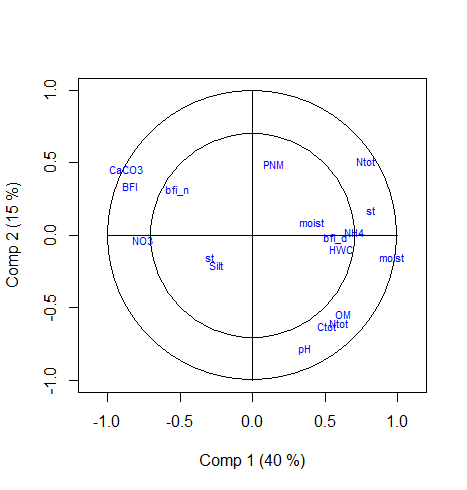 1.0
0.5
0.0
-0.5
-1.0
Comp 2 (15 %)
CaCO3
BFI
bfi_n
PNM
Ntot
st
moist
NO3
NH4
bfi_d
HWC
moist
st
Silt
OM
Ctot
Ntot
pH
-1.0 -0.5 0.0 0.5 1.0
Comp 1 (40 %)